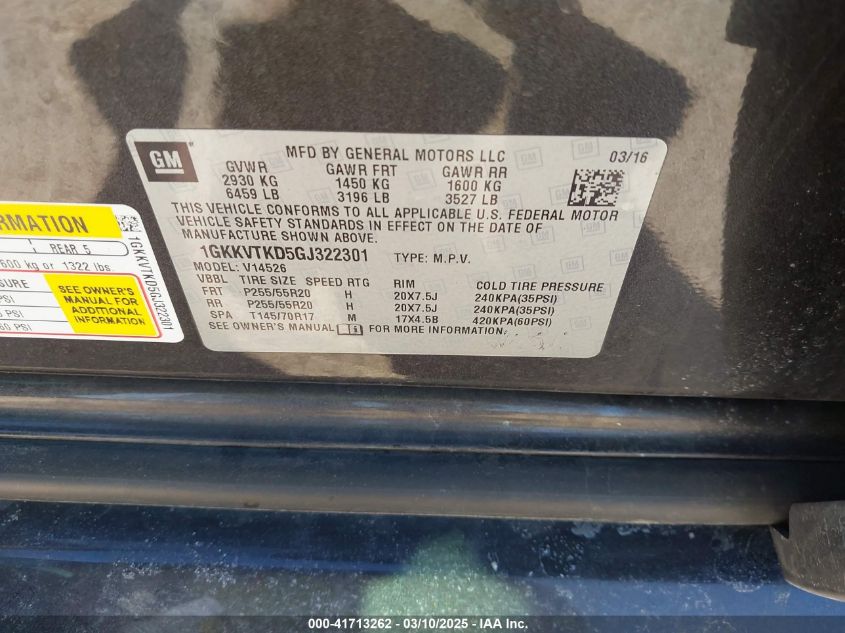 GM
MFD BY GENERAL MOTORS LLC
03/16
GVWR GAWR FRT GAWR RR
2930 KG 1450 KG 1600 KG
6459 LB 3196 LB 3527 LB
THIS VEHICLE CONFORMS TO ALL APPLICABLE U.S. FEDERAL MOTOR
VEHICLE SAFETY STANDARDS IN EFFECT ON THE DATE OF
MANUFACTURE SHOWN ABOVE.
1GKKVTKD5GJ322301 TYPE: M.P.V.
MODEL: V14526
VBBL TIRE SIZE SPEED RTG RIM COLD TIRE PRESSURE
FRT P255/55R20 H 20X7.5J 240KPA(35PSI)
RR P255/55R20 H 20X7.5J 240KPA(35PSI)
SPA T145/70R17 M 17X4.5B 420KPA(60PSI)
SEE OWNER'S MANUAL FOR MORE INFORMATION.
REAR 5
1322 lbs.
SEE OWNER'S
MANUAL FOR
ADDITIONAL
INFORMATION
PSI
1GKKVTKD5GJ322301
000-41713262 - 03/10/2025 - IAA Inc.